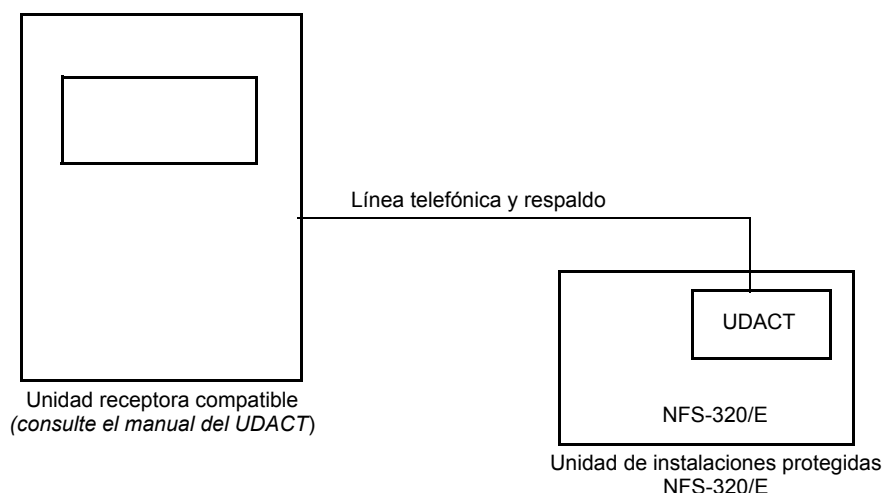 Línea telefónica y respaldo
UDACT
NFS-320/E
Unidad receptora compatible
(consulte el manual del UDACT)
Unidad de instalaciones protegidas
NFS-320/E